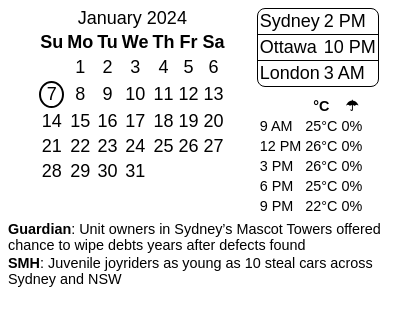 January 2024
Su Mo Tu We Th Fr Sa
1 2 3 4 5 6
7 8 9 10 11 12 13
14 15 16 17 18 19 20
21 22 23 24 25 26 27
28 29 30 31
Sydney 2 PM
Ottawa 10 PM
London 3 AM
°C ☂
9 AM 25°C 0%
12 PM 26°C 0%
3 PM 26°C 0%
6 PM 25°C 0%
9 PM 22°C 0%
Guardian: Unit owners in Sydney's Mascot Towers offered
chance to wipe debts years after defects found
SMH: Juvenile joyriders as young as 10 steal cars across
Sydney and NSW